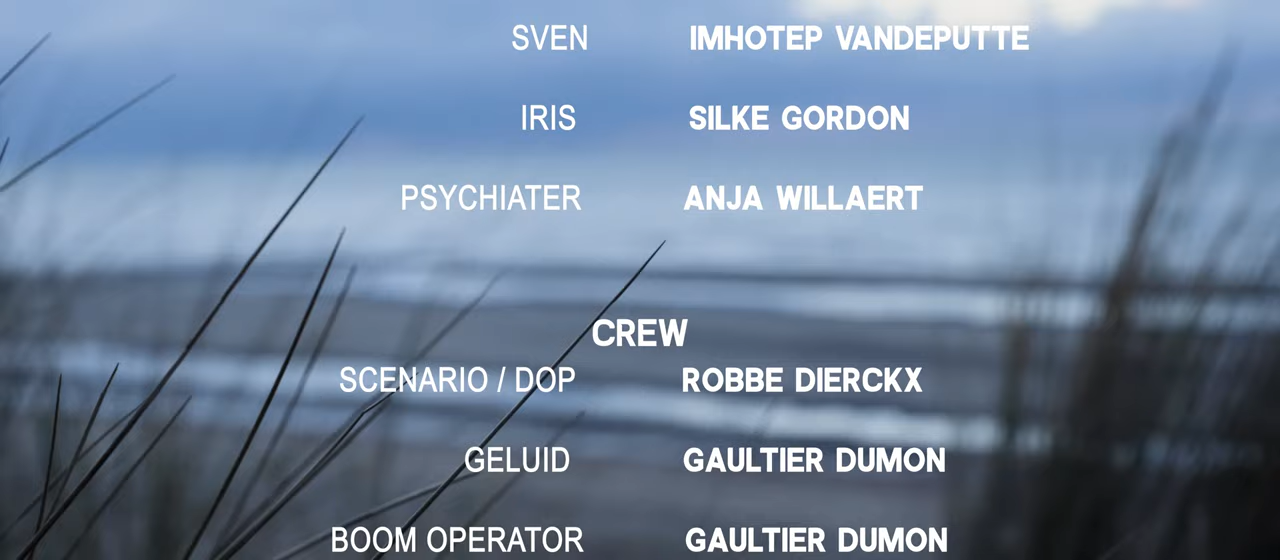 SVEN IMHOTEP VANDEPUTTE
IRIS SILKE GORDON
PSYCHIATER ANJA WILLAERT
CREW
SCENARIO / DOP ROBBE DIERCKX
GELUID GAULTIER DUMON
BOOM OPERATOR GAULTIER DUMON